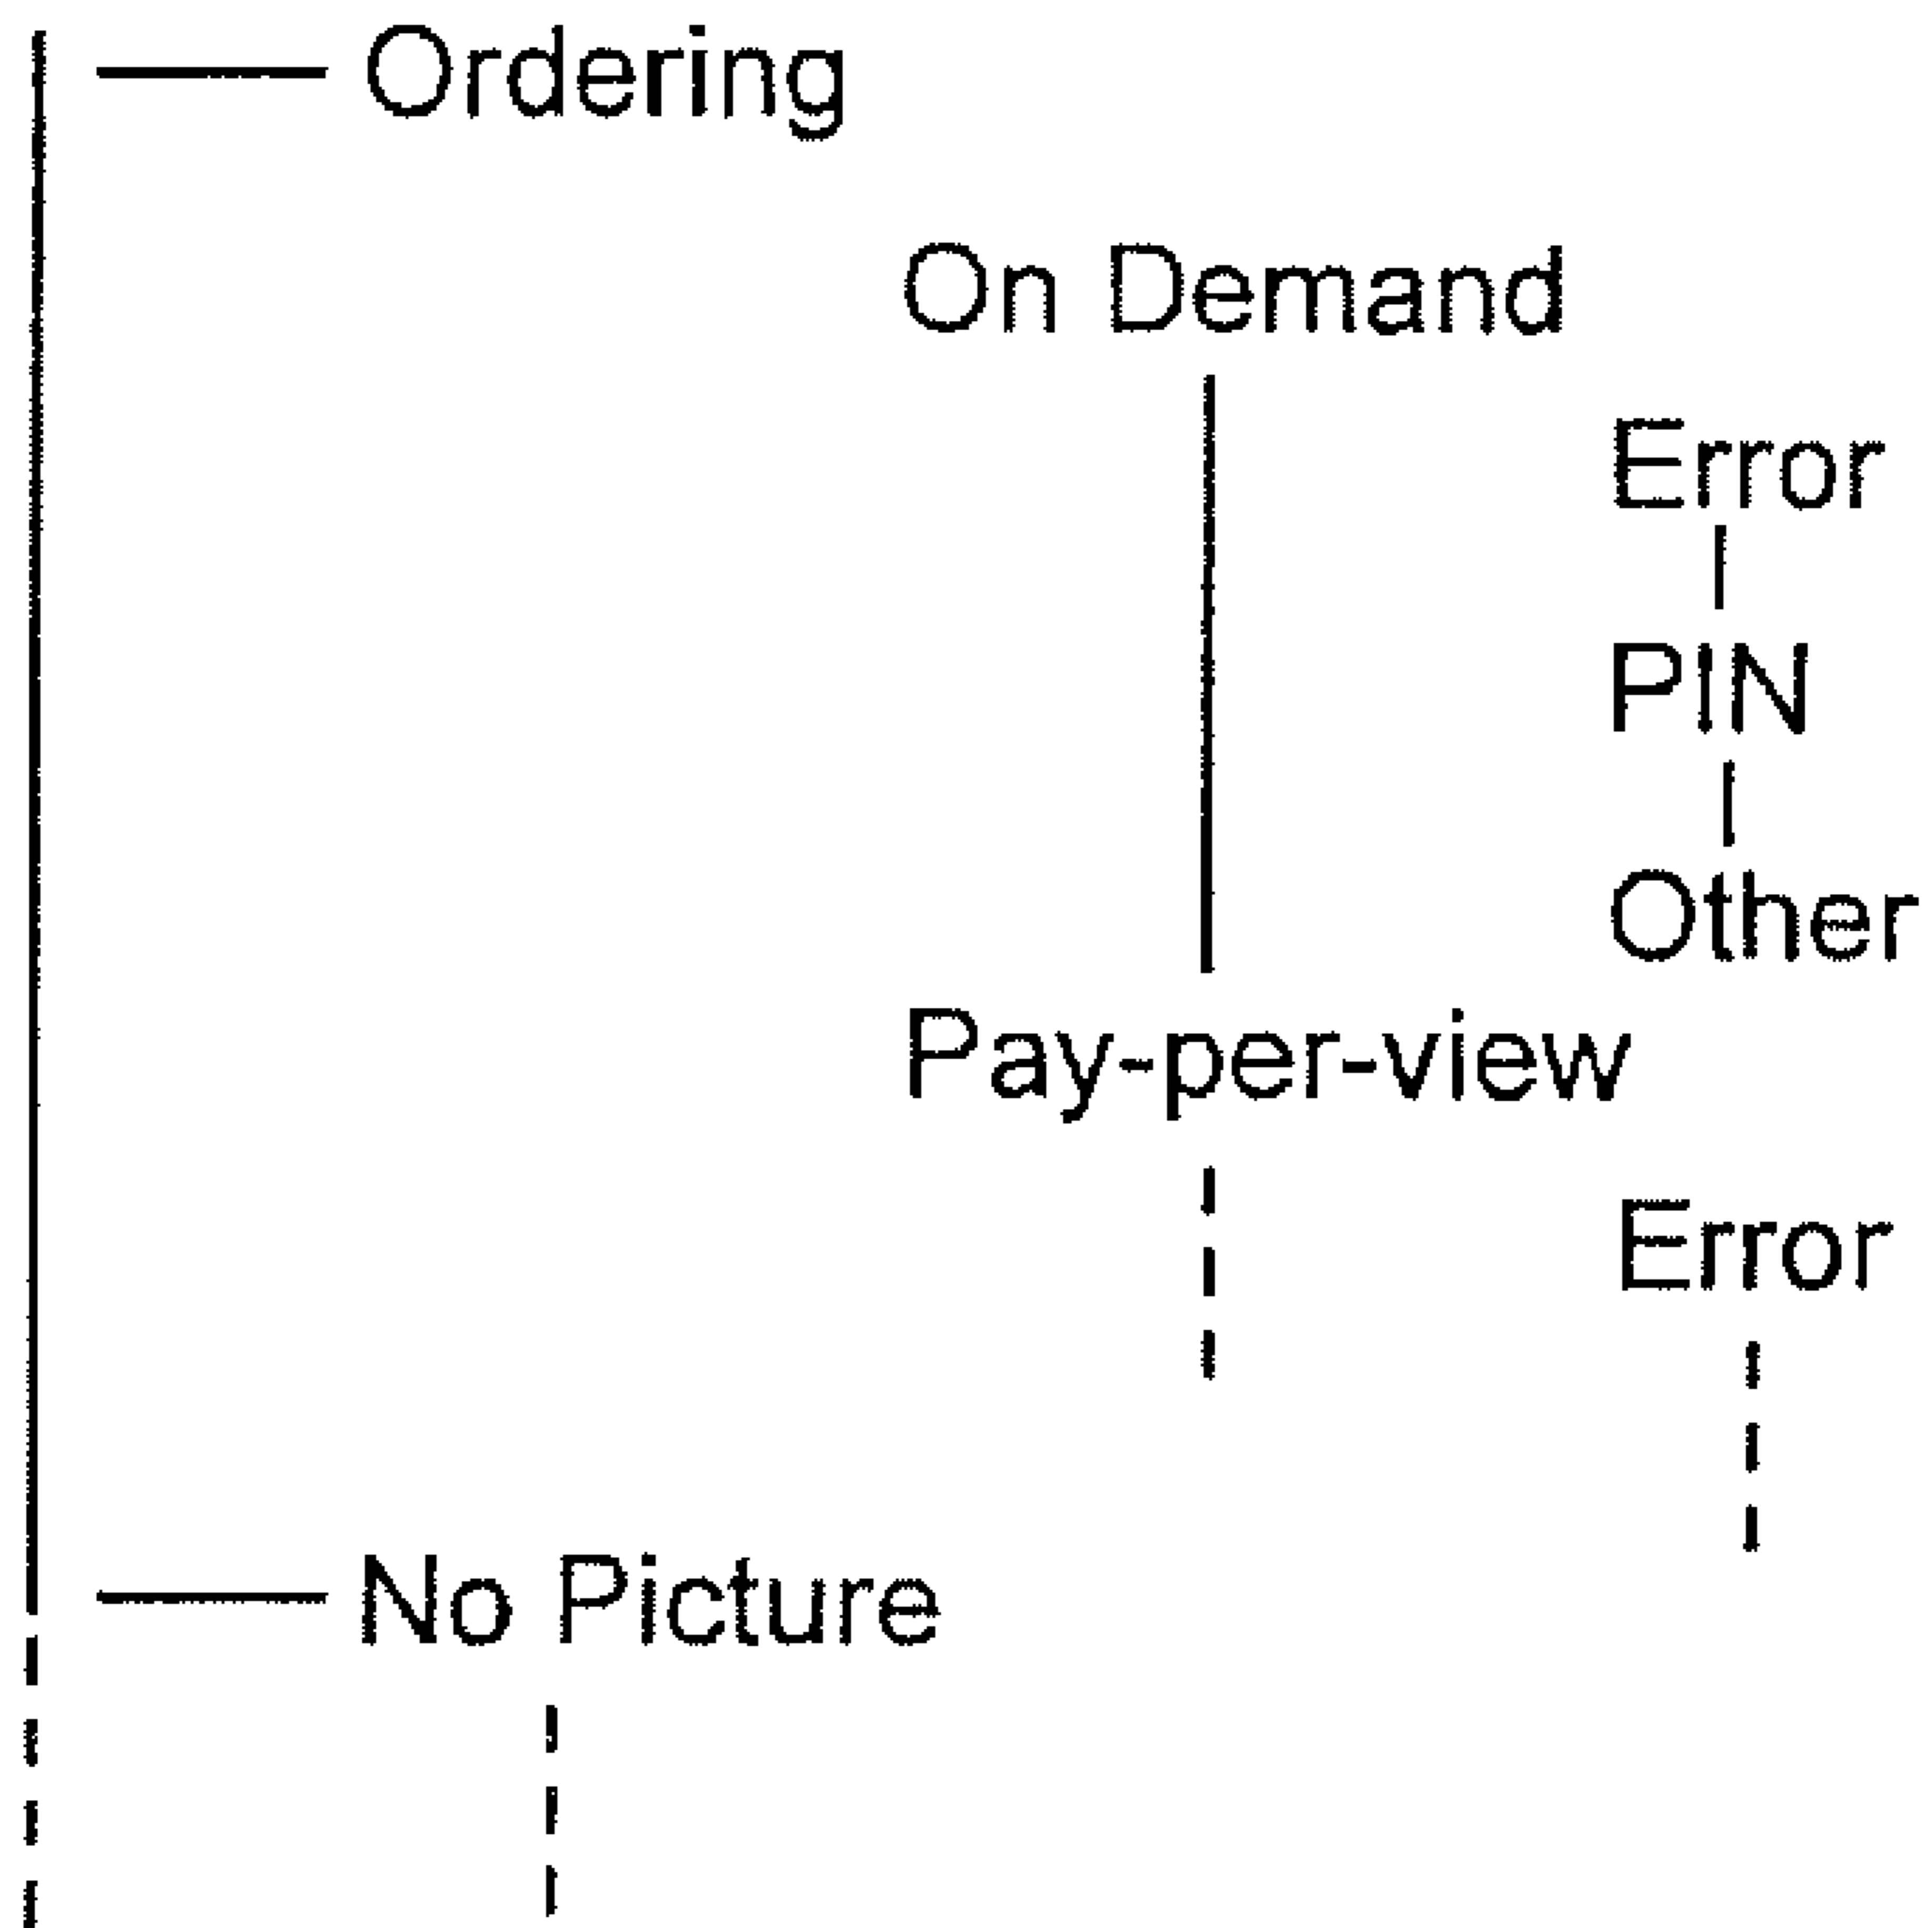 Ordering
On Demand
Error
PIN
Other
Pay-per-view
Error
No Picture